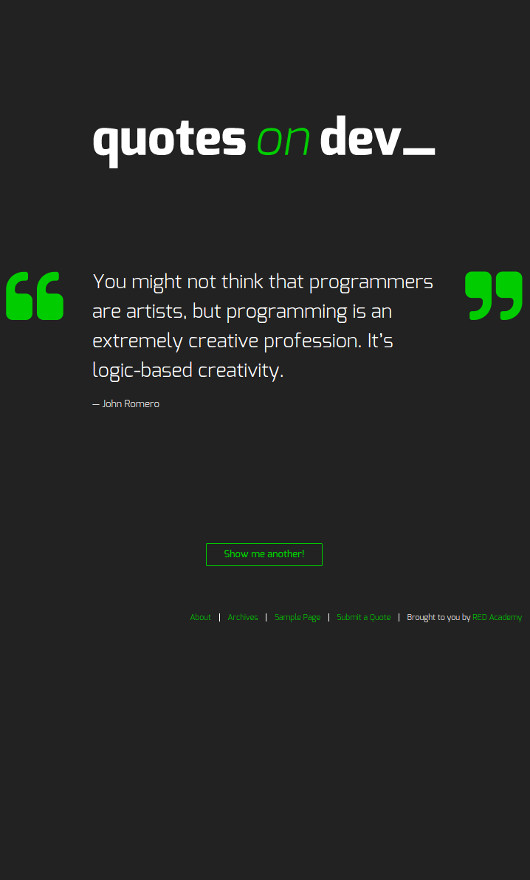 quotes on dev_
You might not think that programmers
are artists, but programming is an
extremely creative profession. It’s
logic-based creativity.
— John Romero
Show me another!
About | Archives | Sample Page | Submit a Quote | Brought to you by RED Academy